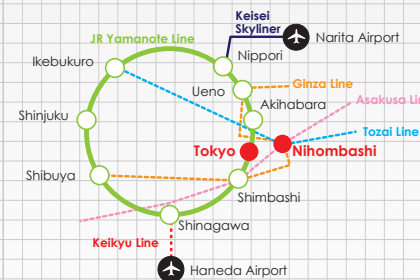 Keisei
Skyliner
JR Yamanote Line
Narita Airport
Nippori
Ikebukuro
Ueno
Ginza Line
Akihabara
Asakusa
Shinjuku
Tozai Line
Tokyo
Nihombashi
Shibuya
Shimbashi
Shinagawa
Keikyu Line
Haneda Airport